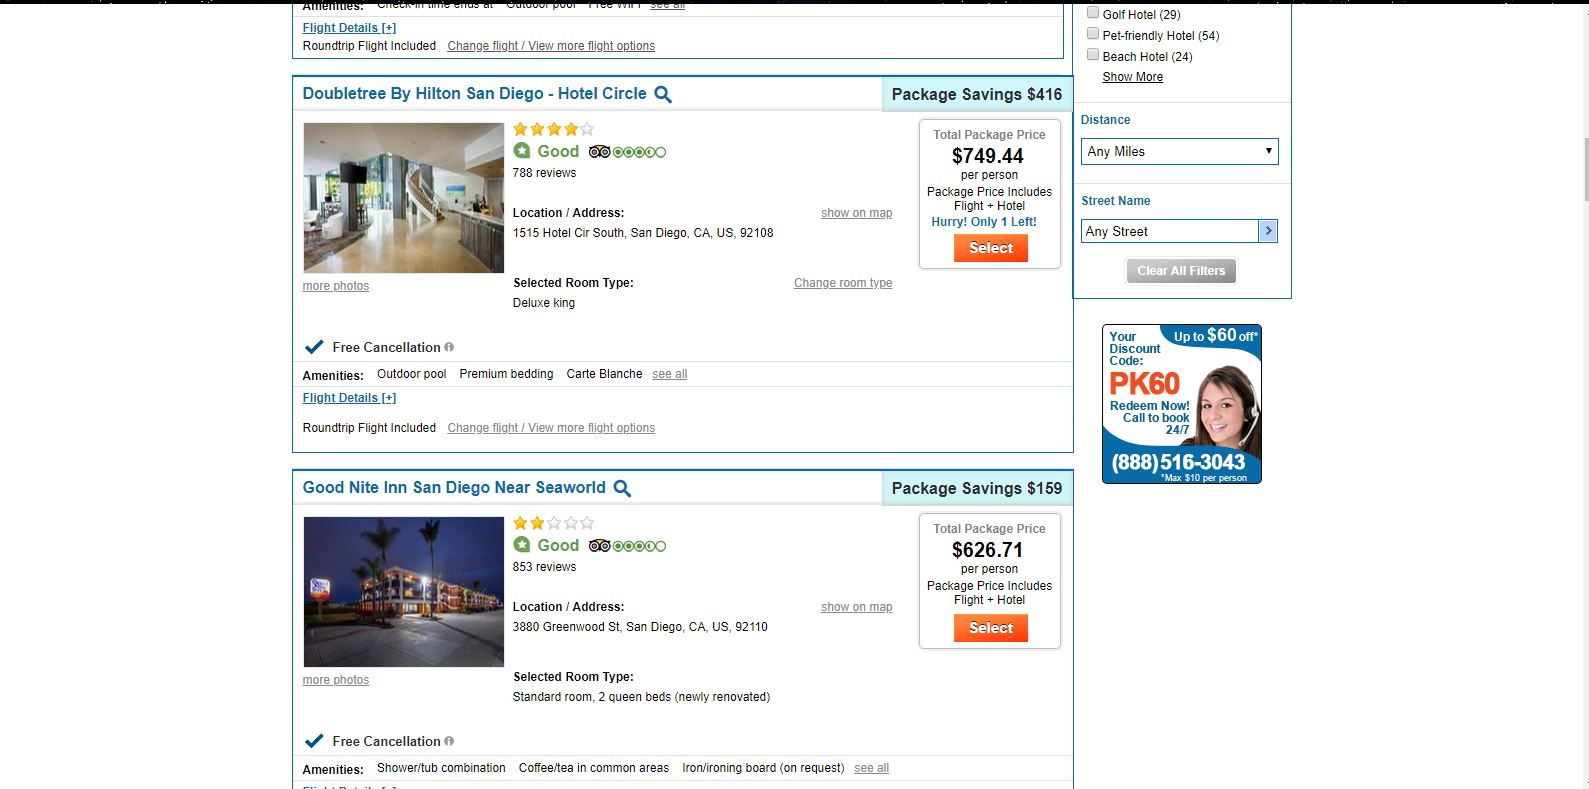 Amenities: Check-in time ends at Outdoor pool Free WiFi see all
Flight Details [+]
Roundtrip Flight Included Change flight / View more flight options
Doubletree By Hilton San Diego - Hotel Circle
Package Savings $416
Good
788 reviews
Location / Address: show on map
1515 Hotel Cir South, San Diego, CA, US, 92108
more photos
Selected Room Type: Change room type
Deluxe king
Total Package Price
$749.44
per person
Package Price Includes
Flight + Hotel
Hurry! Only 1 Left!
Select
Free Cancellation
Amenities: Outdoor pool Premium bedding Carte Blanche see all
Flight Details [+]
Roundtrip Flight Included Change flight / View more flight options
Good Nite Inn San Diego Near Seaworld
Package Savings $159
Good
853 reviews
Location / Address: show on map
3880 Greenwood St, San Diego, CA, US, 92110
more photos
Selected Room Type:
Standard room, 2 queen beds (newly renovated)
Total Package Price
$626.71
per person
Package Price Includes
Flight + Hotel
Select
Free Cancellation
Amenities: Shower/tub combination Coffee/tea in common areas Iron/ironing board (on request) see all
Flight Details [+]
Golf Hotel (29)
Pet-friendly Hotel (54)
Beach Hotel (24)
Show More
Distance
Any Miles
Street Name
Any Street
Clear All Filters
Your
Discount
Code:
Up to $60 off*
PK60
Redeem Now!
Call to book
24/7
(888)516-3043
*Max $10 per person